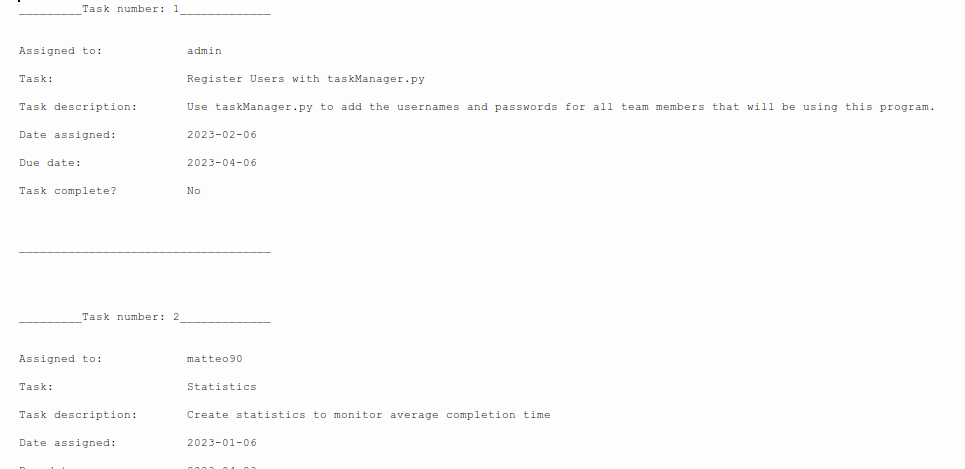 _________Task number: 1_____________
Assigned to: admin
Task: Register Users with taskManager.py
Task description: Use taskManager.py to add the usernames and passwords for all team members that will be using this program.
Date assigned: 2023-02-06
Due date: 2023-04-06
Task complete? No
____________________________________
_________Task number: 2_____________
Assigned to: matteo90
Task: Statistics
Task description: Create statistics to monitor average completion time
Date assigned: 2023-01-06